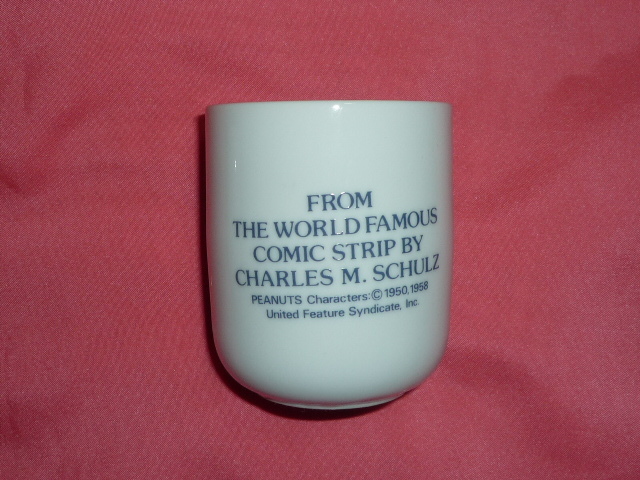 FROM
THE WORLD FAMOUS
COMIC STRIP BY
CHARLES M. SCHULZ
PEANUTS Characters:© 1950,1958
United Feature Syndicate, Inc.